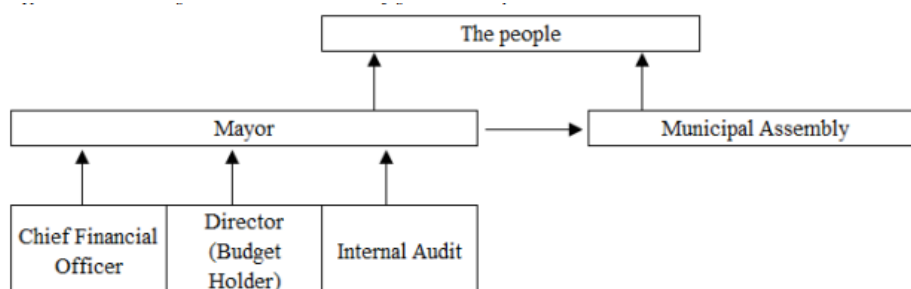 The people
Mayor
Municipal Assembly
Chief Financial
Officer
Director
(Budget
Holder)
Internal Audit